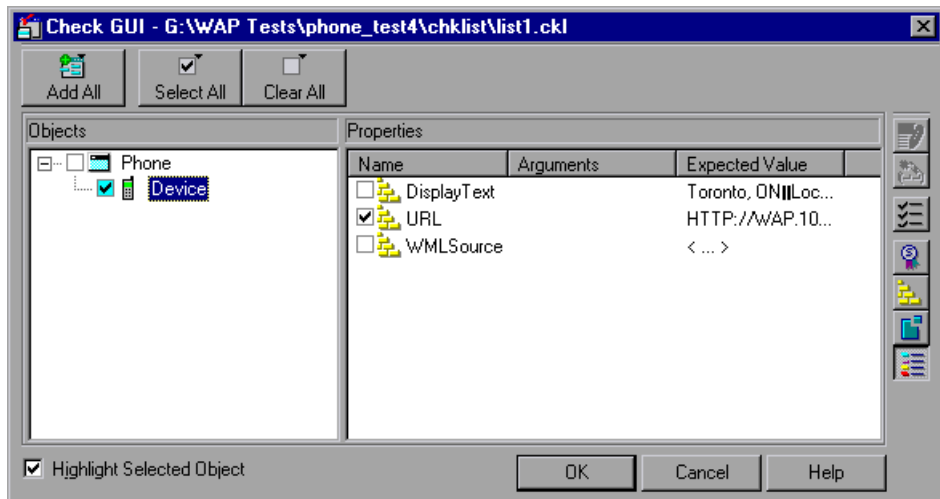 Check GUI - G:\WAP Tests\phone_test4\chklist\list1.ckl
Add All Select All Clear All
Objects Properties
Phone
Device
Name Arguments Expected Value
DisplayText Toronto, ON||Loc...
URL HTTP://WAP.10...
WMLSource < ... >
Highlight Selected Object OK Cancel Help